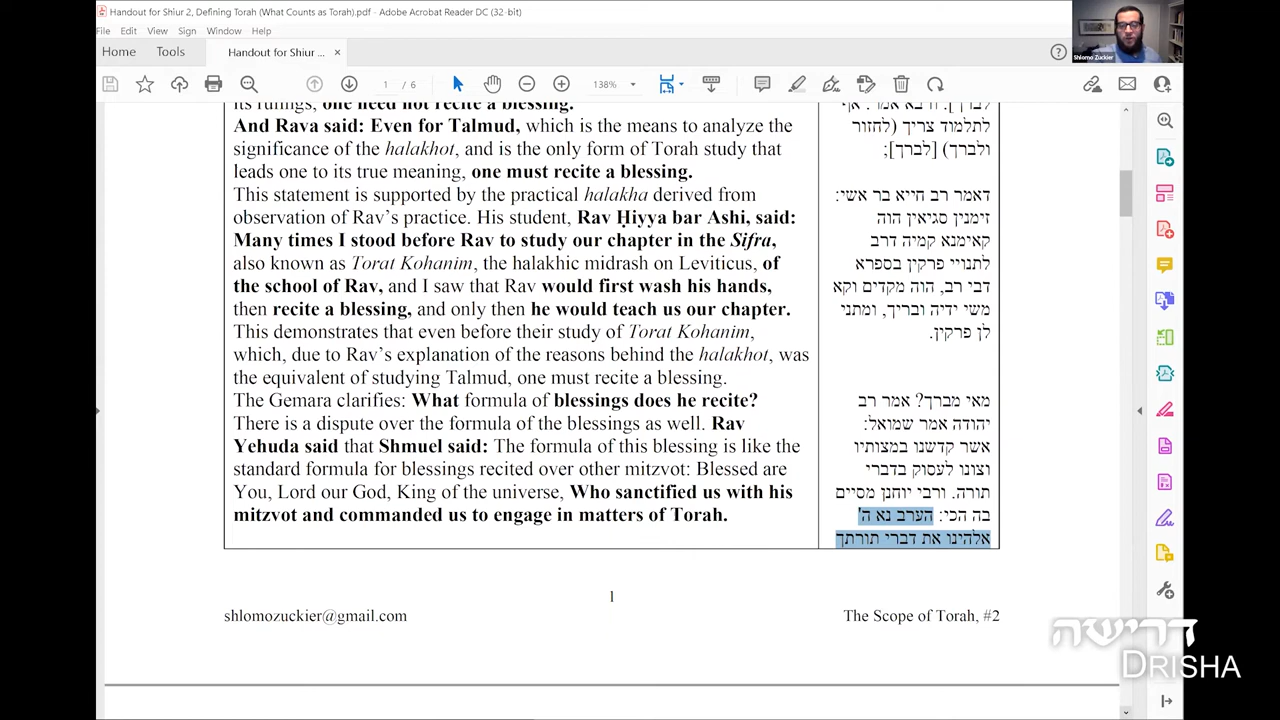 Handout for Shiur 2, Defining Torah (What Counts as Torah).pdf - Adobe Acrobat Reader DC (32-bit)
File Edit View Sign Window Help
Home Tools Handout for Shiur ... ×
/ 6 138%
Shlomo Zuckier
its rulings, one need not recite a blessing.
And Rava said: Even for Talmud, which is the means to analyze the
significance of the halakhot, and is the only form of Torah study that
leads one to its true meaning, one must recite a blessing.
This statement is supported by the practical halakha derived from
observation of Rav's practice. His student, Rav Ḥiyya bar Ashi, said:
Many times I stood before Rav to study our chapter in the Sifra,
also known as Torat Kohanim, the halakhic midrash on Leviticus, of
the school of Rav, and I saw that Rav would first wash his hands,
then recite a blessing, and only then he would teach us our chapter.
This demonstrates that even before their study of Torat Kohanim,
which, due to Rav's explanation of the reasons behind the halakhot, was
the equivalent of studying Talmud, one must recite a blessing.
The Gemara clarifies: What formula of blessings does he recite?
There is a dispute over the formula of the blessings as well. Rav
Yehuda said that Shmuel said: The formula of this blessing is like the
standard formula for blessings recited over other mitzvot: Blessed are
You, Lord our God, King of the universe, Who sanctified us with his
mitzvot and commanded us to engage in matters of Torah.
לברך]. ורבא אמר: אף
לתלמוד צריך (לחזור
ולברך) [לברך];
דאמר רב חייא בר אשי:
זימנין סגיאין הוה
קאימנא קמיה דרב
לתנויי פרקין בספרא
דבי רב, הוה מקדים וקא
משי ידיה ובריך, ומתני
לן פרקין.
מאי מברך? אמר רב
יהודה אמר שמואל:
אשר קדשנו במצותיו
וצונו לעסוק בדברי
תורה. ורבי יוחנן מסיים
בה הכי: הערב נא ה'
אלהינו את דברי תורתך
1
shlomozuckier@gmail.com
The Scope of Torah, #2
דרישה
DRISHA